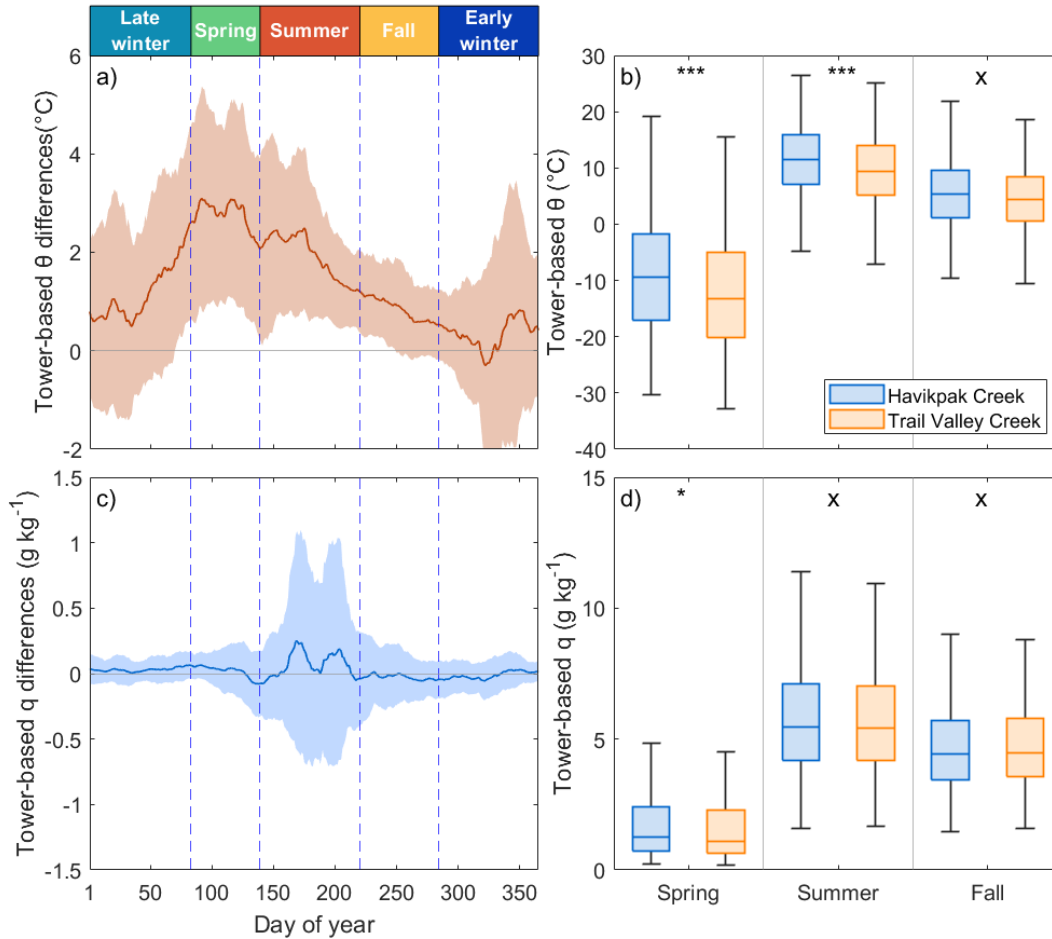 Late winter
Spring
Summer
Fall
Early winter
a)
6
4
2
0
-2
Tower-based θ differences(°C)
b)
***
***
x
30
20
10
0
-10
-20
-30
-40
Tower-based θ (°C)
Havikpak Creek
Trail Valley Creek
c)
1.5
1
0.5
0
-0.5
-1
-1.5
Tower-based q differences (g kg⁻¹)
1 50 100 150 200 250 300 350
Day of year
d)
*
x
x
15
10
5
0
Tower-based q (g kg⁻¹)
Spring Summer Fall